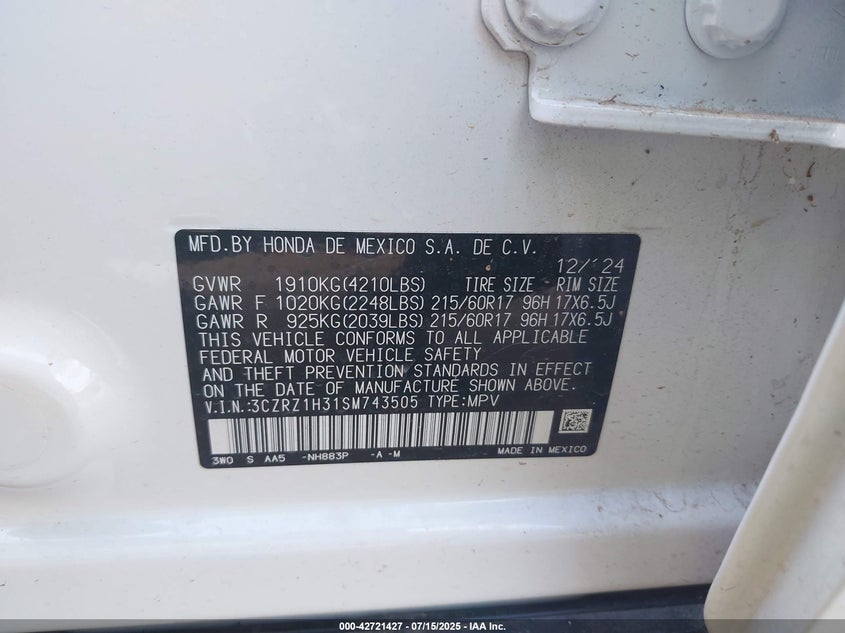 MFD.BY HONDA DE MEXICO S.A. DE C.V.
12/'24
GVWR 1910KG(4210LBS) TIRE SIZE RIM SIZE
GAWR F 1020KG(2248LBS) 215/60R17 96H 17X6.5J
GAWR R 925KG(2039LBS) 215/60R17 96H 17X6.5J
THIS VEHICLE CONFORMS TO ALL APPLICABLE
FEDERAL MOTOR VEHICLE SAFETY
AND THEFT PREVENTION STANDARDS IN EFFECT
ON THE DATE OF MANUFACTURE SHOWN ABOVE.
V.I.N.:3CZRZ1H31SM743505 TYPE:MPV
3W0 S AA5 -NH883P -A -M MADE IN MEXICO
000-42721427 - 07/15/2025 - IAA Inc.